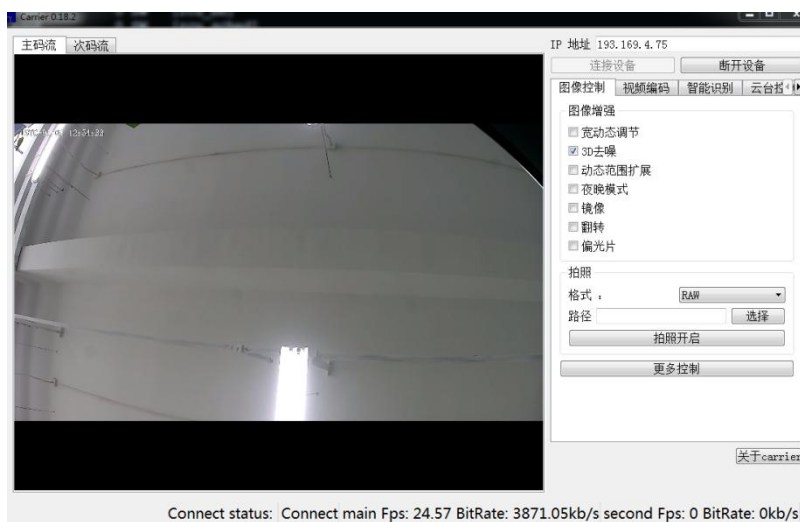 Carrier 0.18.2
主码流 次码流
IP 地址 193.169.4.75
连接设备 断开设备
图像控制 视频编码 智能识别 云台控
图像增强
宽动态调节
3D去噪
动态范围扩展
夜晚模式
镜像
翻转
偏光片
拍照
格式 : RAW
路径 选择
拍照开启
更多控制
关于carrier
Connect status: Connect main Fps: 24.57 BitRate: 3871.05kb/s second Fps: 0 BitRate: 0kb/s